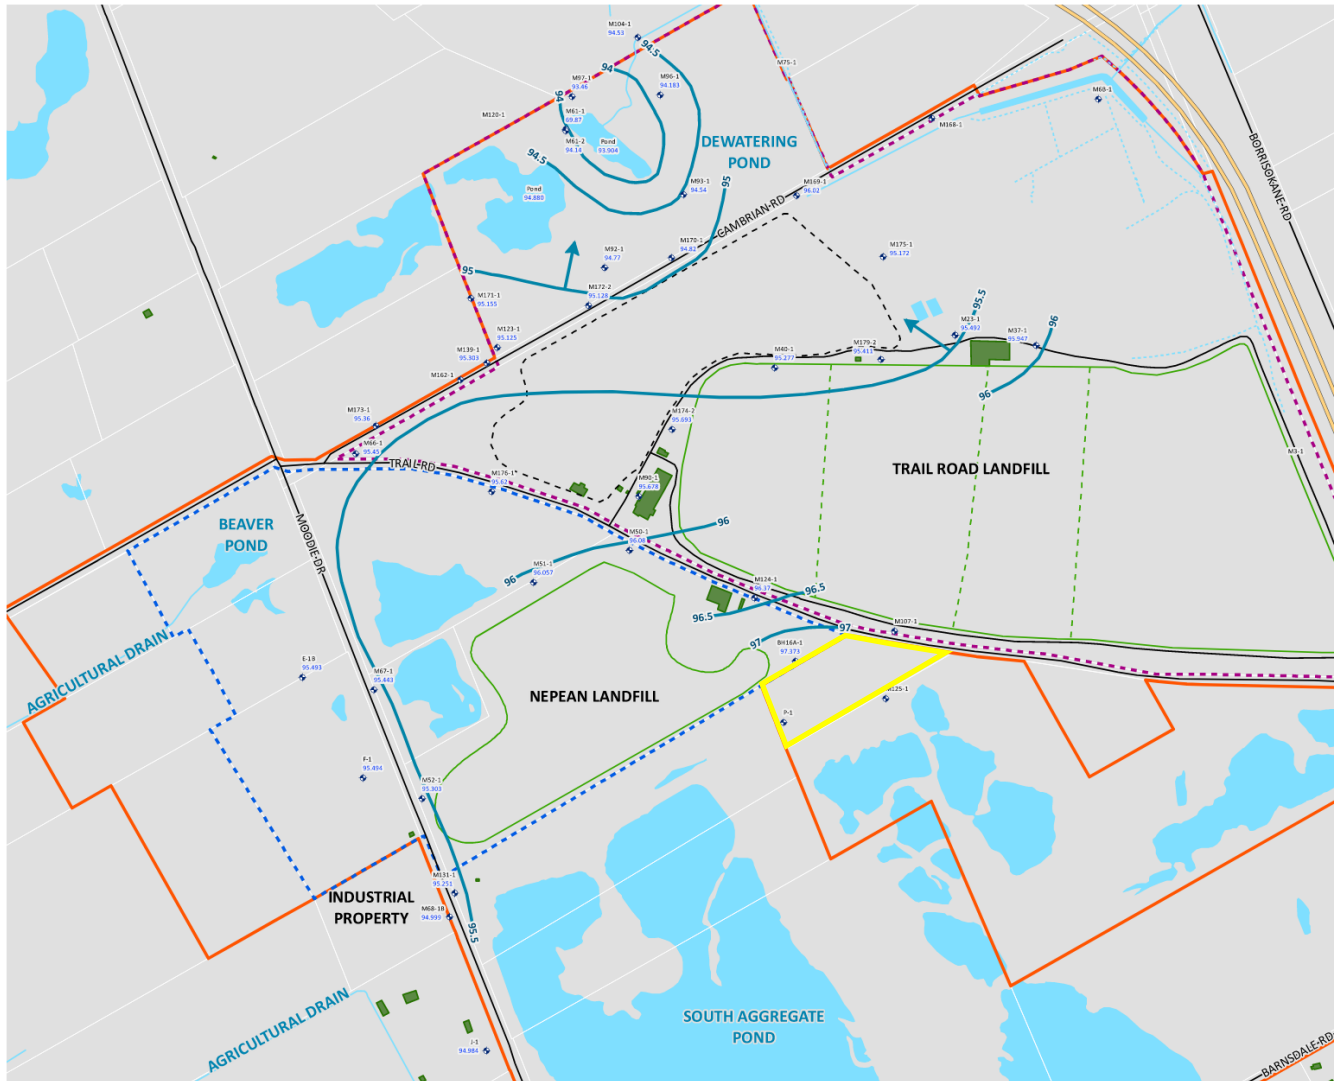 M104-1
94.53
94.5
94
M97-1
93.46
M96-1
94.183
M75-1
94
M61-1
69.87
M61-2
94.14
Pond
93.904
M120-1
M60-1
M168-1
DEWATERING
POND
94.5
Pond
94.880
M93-1
94.54
95
M169-1
96.02
BORRISOKANE-RD
CAMBRIAN-RD
M170-1
94.82
M92-1
94.77
M175-1
95.172
95
M171-1
95.155
M172-2
95.128
95.5
M23-1
95.492
M37-1
95.947
96
M123-1
95.125
M139-1
95.303
M162-1
M40-1
95.277
M179-2
95.411
96
M173-1
95.36
M174-2
95.693
M66-1
95.45
TRAIL-RD
M176-1
95.62
M90-1
95.678
TRAIL ROAD LANDFILL
M3-1
BEAVER
POND
MOODIE-DR
96
M50-1
96.08
M51-1
96.057
96
M124-1
96.37
96.5
96.5
97
97
M107-1
BH16A-1
97.373
AGRICULTURAL DRAIN
E-1B
95.493
M67-1
95.443
NEPEAN LANDFILL
M125-1
P-1
F-1
95.494
M52-1
95.303
M131-1
95.251
INDUSTRIAL
PROPERTY
M68-1B
94.999
95.5
AGRICULTURAL DRAIN
SOUTH AGGREGATE
POND
J-1
94.984
BARNSDALE-RD